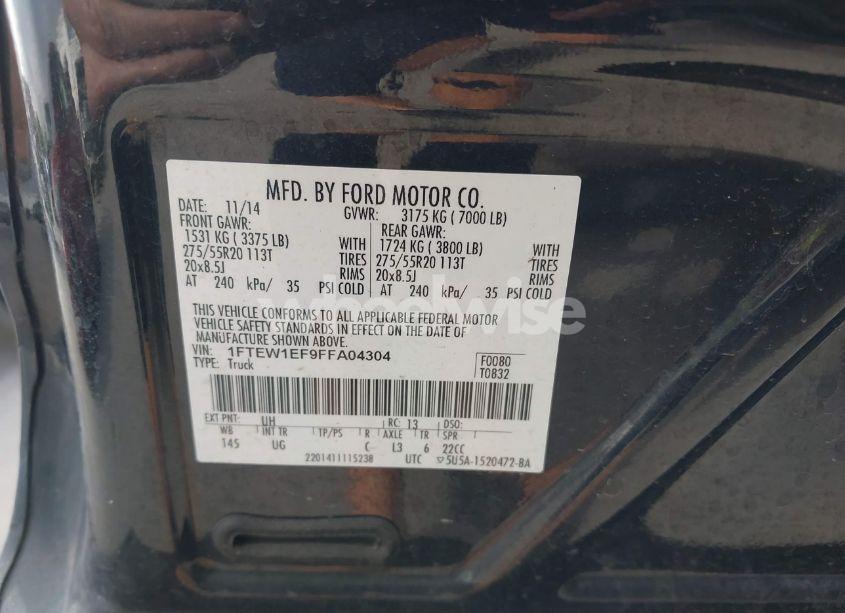 MFD. BY FORD MOTOR CO.
DATE: 11/14 GVWR: 3175 KG ( 7000 LB)
FRONT GAWR: REAR GAWR:
1531 KG ( 3375 LB) WITH 1724 KG ( 3800 LB) WITH
275/55R20 113T TIRES 275/55R20 113T TIRES
20x8.5J RIMS 20x8.5J RIMS
AT 240 kPa/ 35 PSI COLD AT 240 kPa/ 35 PSI COLD
wheelwise
THIS VEHICLE CONFORMS TO ALL APPLICABLE FEDERAL MOTOR
VEHICLE SAFETY STANDARDS IN EFFECT ON THE DATE OF
MANUFACTURE SHOWN ABOVE.
VIN: 1FTEW1EF9FFA04304 F0080
TYPE: Truck T0832
EXT PNT: UH RC: 13 DSO:
WB INT TR TP/PS R AXLE TR SPR
145 UG C L3 6 22CC
2201411115238 UTC ▽5U5A-1520472-BA